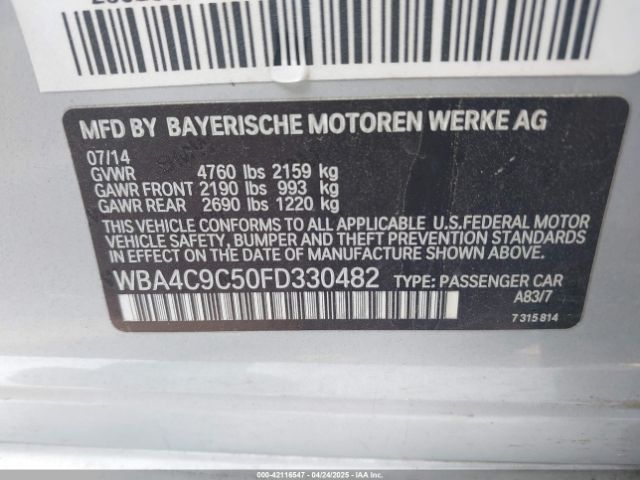 MFD BY BAYERISCHE MOTOREN WERKE AG
07/14
GVWR 4760 lbs 2159 kg
GAWR FRONT 2190 lbs 993 kg
GAWR REAR 2690 lbs 1220 kg
THIS VEHICLE CONFORMS TO ALL APPLICABLE U.S.FEDERAL MOTOR
VEHICLE SAFETY, BUMPER AND THEFT PREVENTION
STANDARDS IN EFFECT ON THE DATE OF MANUFACTURE SHOWN ABOVE.
WBA4C9C50FD330482 TYPE: PASSENGER CAR
A83/7
7 315 814
000-42116547 - 04/24/2025 - IAAI.COM